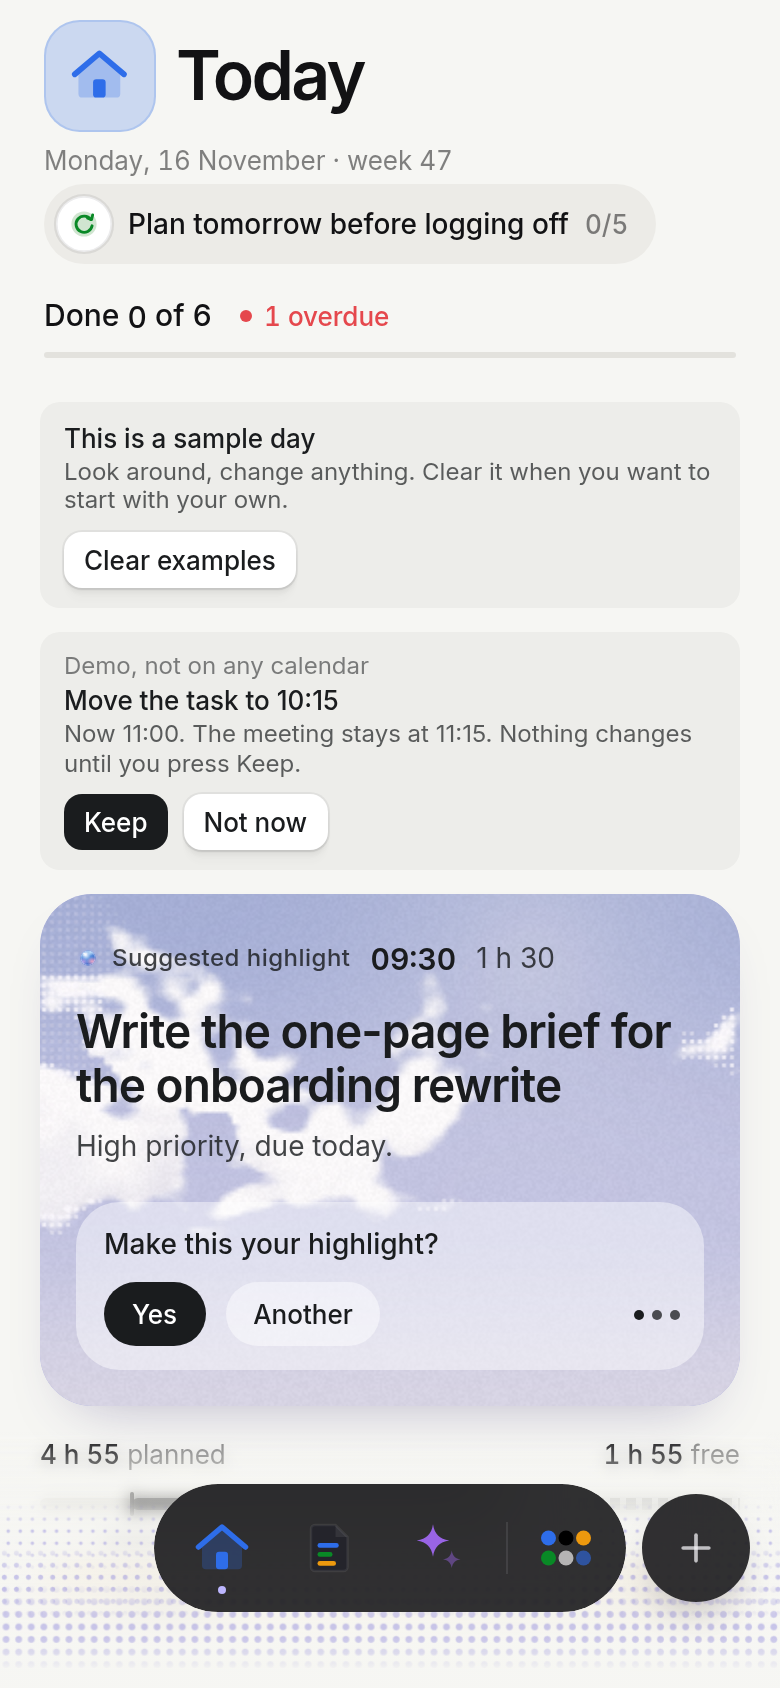 Today
Monday, 16 November · week 47
Plan tomorrow before logging off 0/5
Done 0 of 6 1 overdue
This is a sample day
Look around, change anything. Clear it when you want to
start with your own.
Clear examples
Demo, not on any calendar
Move the task to 10:15
Now 11:00. The meeting stays at 11:15. Nothing changes
until you press Keep.
Keep Not now
Suggested highlight 09:30 1 h 30
Write the one-page brief for
the onboarding rewrite
High priority, due today.
Make this your highlight?
Yes Another
4 h 55 planned 1 h 55 free